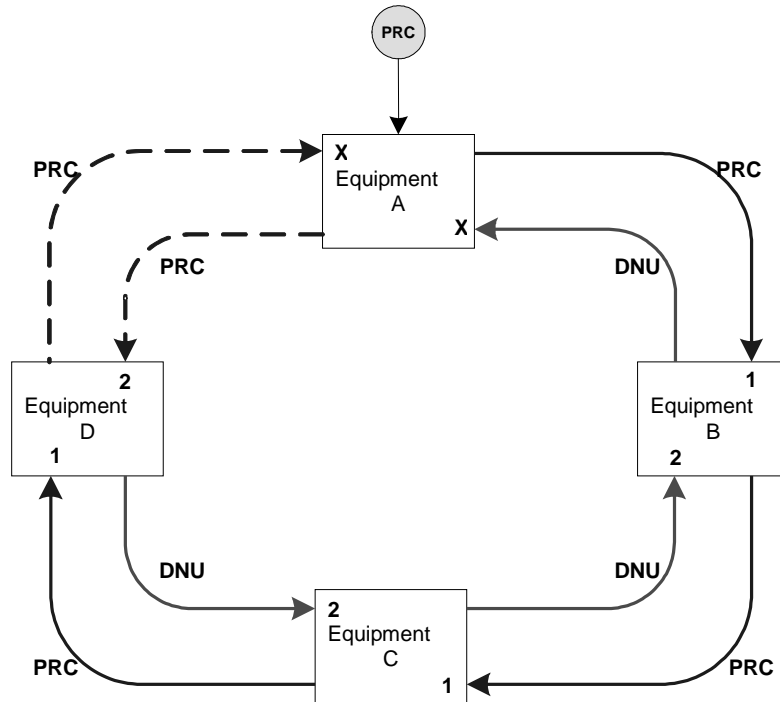 PRC
X
Equipment
A
X
PRC
PRC
PRC
DNU
2
Equipment
D
1
1
Equipment
B
2
DNU
DNU
2
Equipment
C
1
PRC
PRC